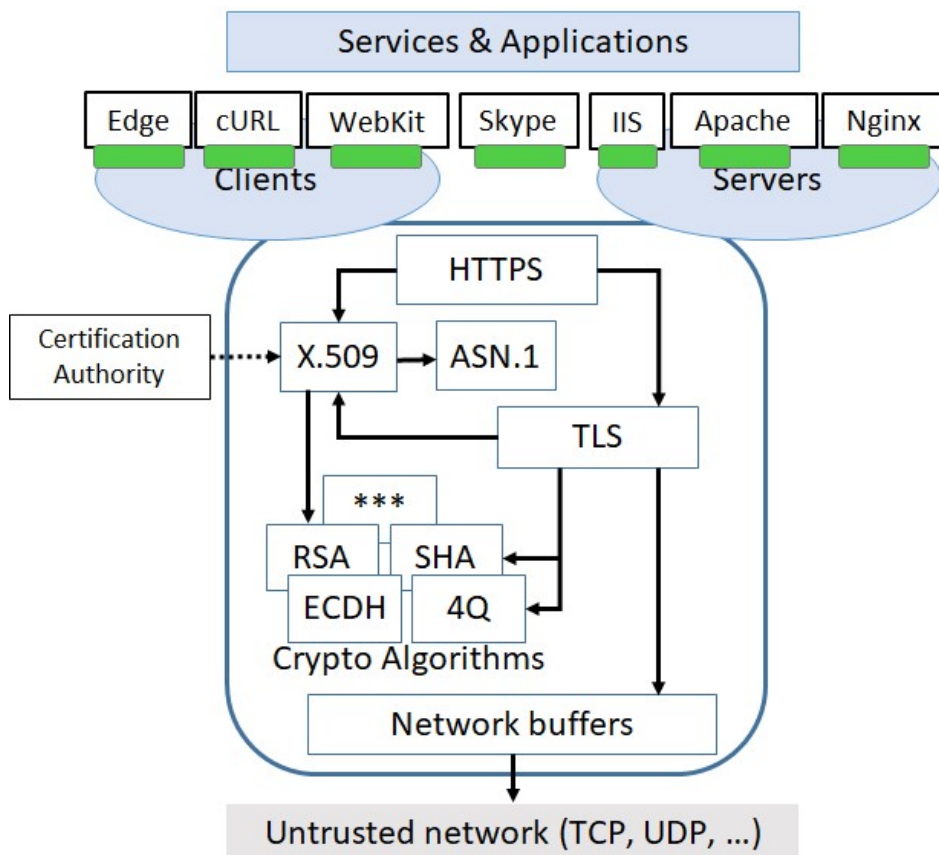 Services & Applications
Edge
cURL
WebKit
Skype
IIS
Apache
Nginx
Clients
Servers
HTTPS
Certification
Authority
X.509
ASN.1
TLS
***
RSA
SHA
ECDH
4Q
Crypto Algorithms
Network buffers
Untrusted network (TCP, UDP, ...)